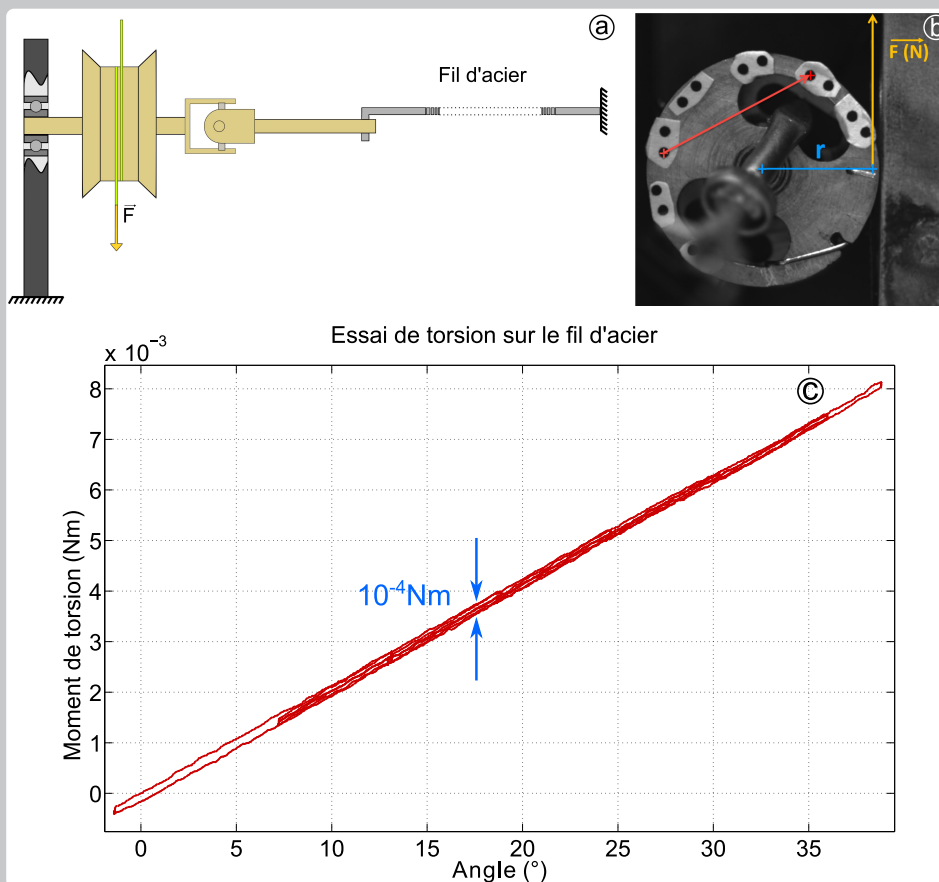 ⓐ
Fil d'acier
F
ⓑ
F (N)
r
Essai de torsion sur le fil d'acier
x 10⁻³
ⓒ
8
7
6
5
4
3
2
1
0
10⁻⁴Nm
Moment de torsion (Nm)
0 5 10 15 20 25 30 35
Angle (°)